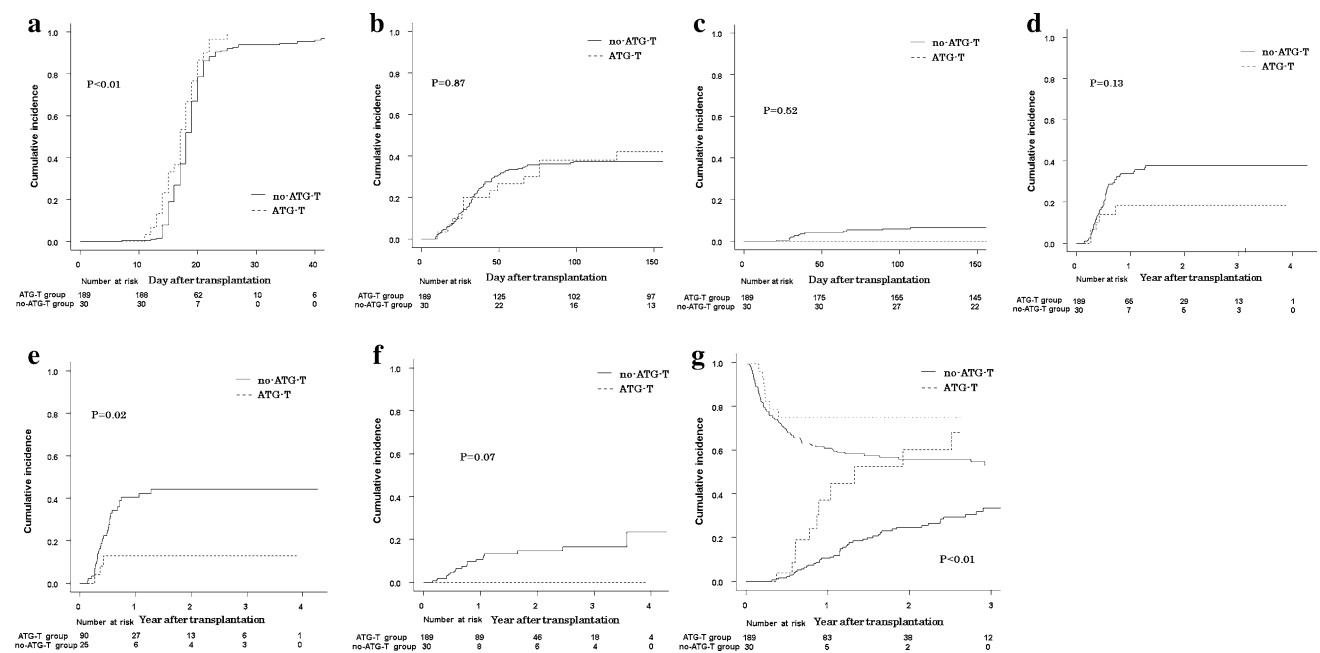 a
Cumulative incidence
1.0
0.8
0.6
0.4
0.2
0.0
P<0.01
no-ATG-T
ATG-T
0 10 20 30 40
Number at risk Day after transplantation
ATG-T group 189 188 62 10 6
no-ATG-T group 30 30 7 0 0
b
Cumulative incidence
1.0
0.8
0.6
0.4
0.2
0.0
no-ATG-T
ATG-T
P=0.87
0 50 100 150
Number at risk Day after transplantation
ATG-T group 189 125 102 97
no-ATG-T group 30 22 16 13
c
Cumulative incidence
1.0
0.8
0.6
0.4
0.2
0.0
no-ATG-T
ATG-T
P=0.52
0 50 100 150
Number at risk Day after transplantation
ATG-T group 189 175 155 145
no-ATG-T group 30 30 27 22
d
Cumulative incidence
1.0
0.8
0.6
0.4
0.2
0.0
no-ATG-T
ATG-T
P=0.13
0 1 2 3 4
Number at risk Year after transplantation
ATG-T group 189 65 29 13 1
no-ATG-T group 30 7 5 3 0
e
Cumulative incidence
1.0
0.8
0.6
0.4
0.2
0.0
no-ATG-T
ATG-T
P=0.02
0 1 2 3 4
Number at risk Year after transplantation
ATG-T group 90 27 13 6 1
no-ATG-T group 25 6 4 3 0
f
Cumulative incidence
1.0
0.8
0.6
0.4
0.2
0.0
no-ATG-T
ATG-T
P=0.07
0 1 2 3 4
Number at risk Year after transplantation
ATG-T group 189 89 46 18 4
no-ATG-T group 30 9 6 4 0
g
Cumulative incidence
1.0
0.8
0.6
0.4
0.2
0.0
no-ATG-T
ATG-T
P<0.01
0 1 2 3
Number at risk Year after transplantation
ATG-T group 189 83 38 12
no-ATG-T group 30 5 2 0